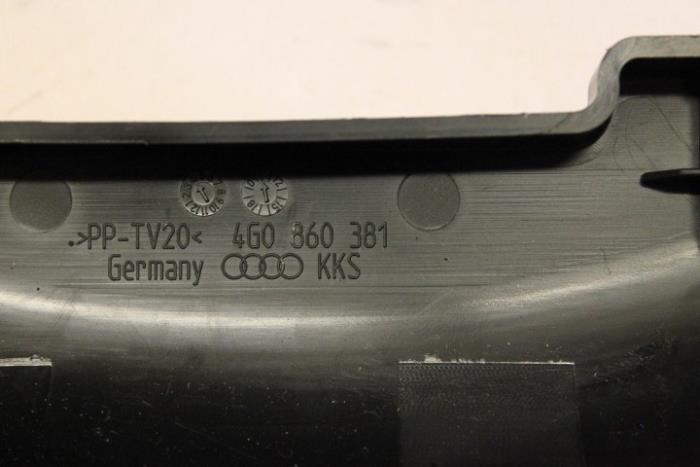 .>PP-TV20< 4G0 860 381
Germany KKS